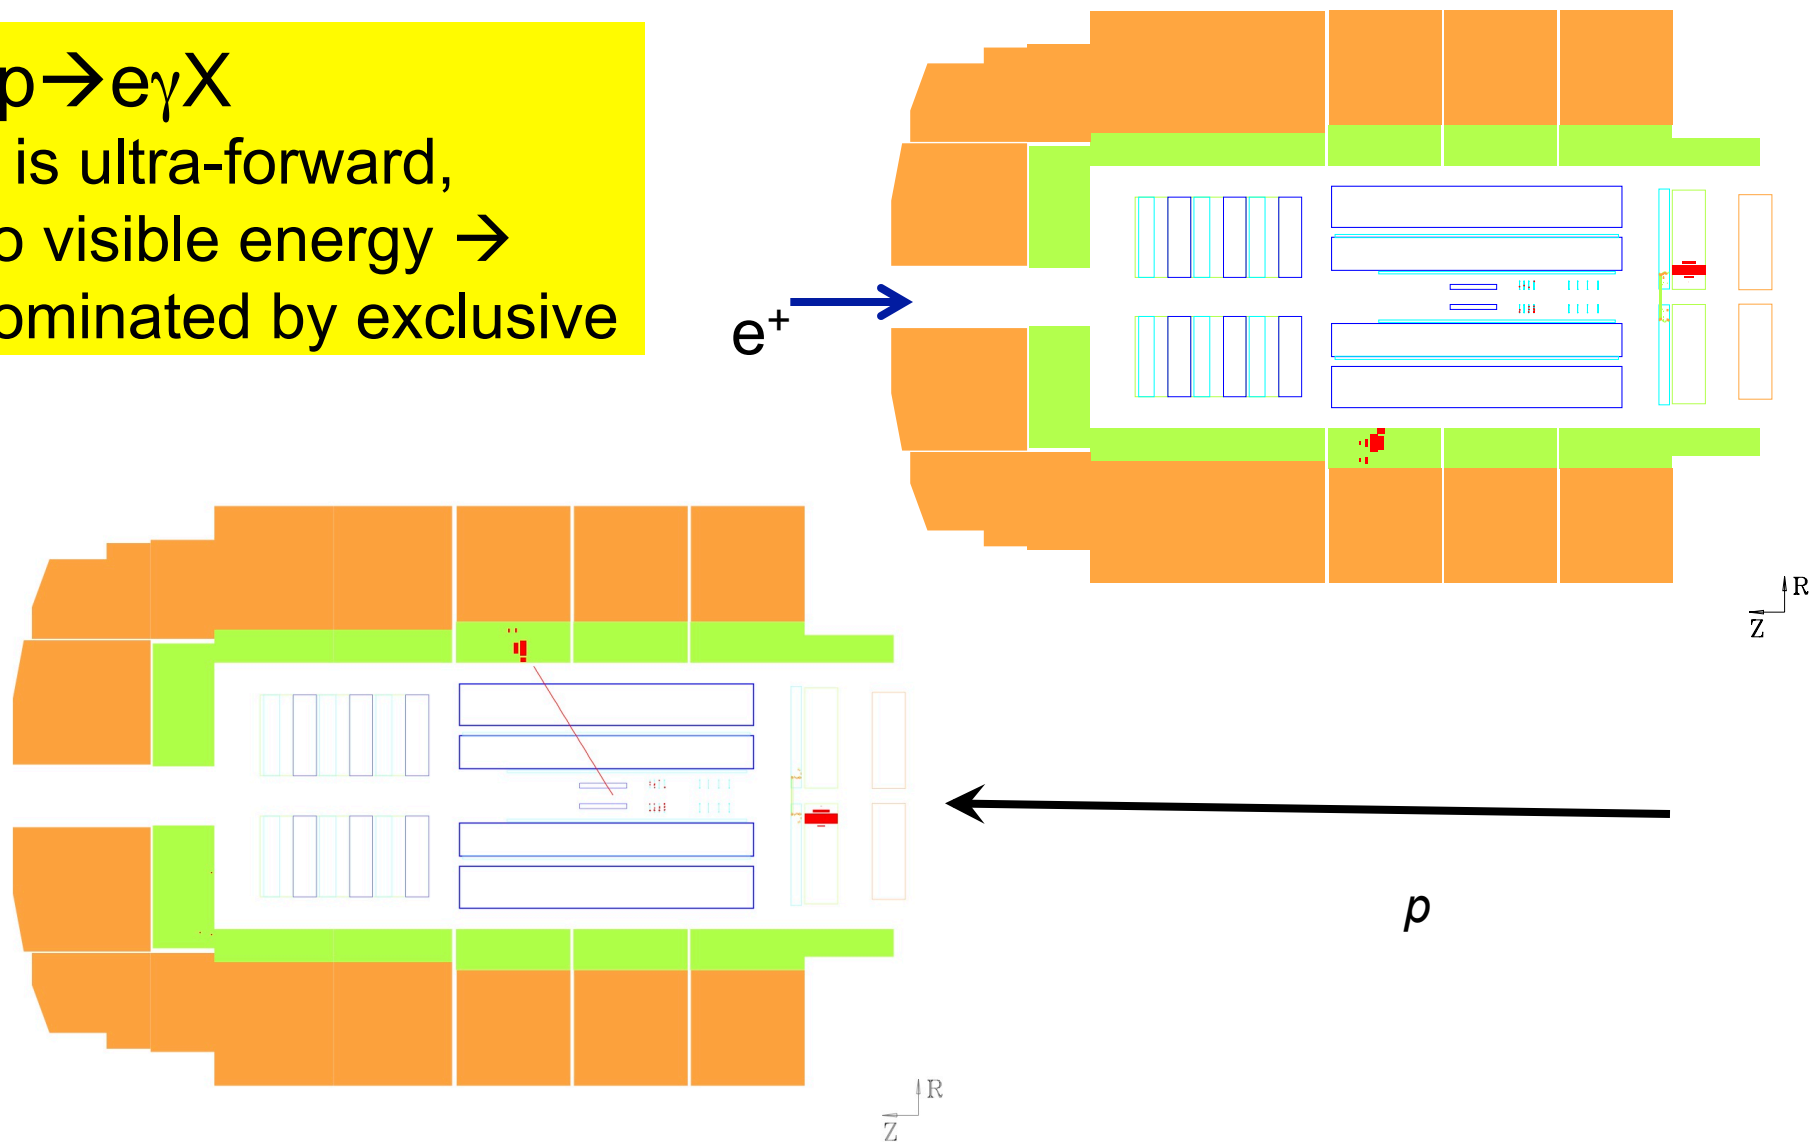 p→eγX
is ultra-forward,
o visible energy →
ominated by exclusive
e⁺
R
Z
p
R
Z